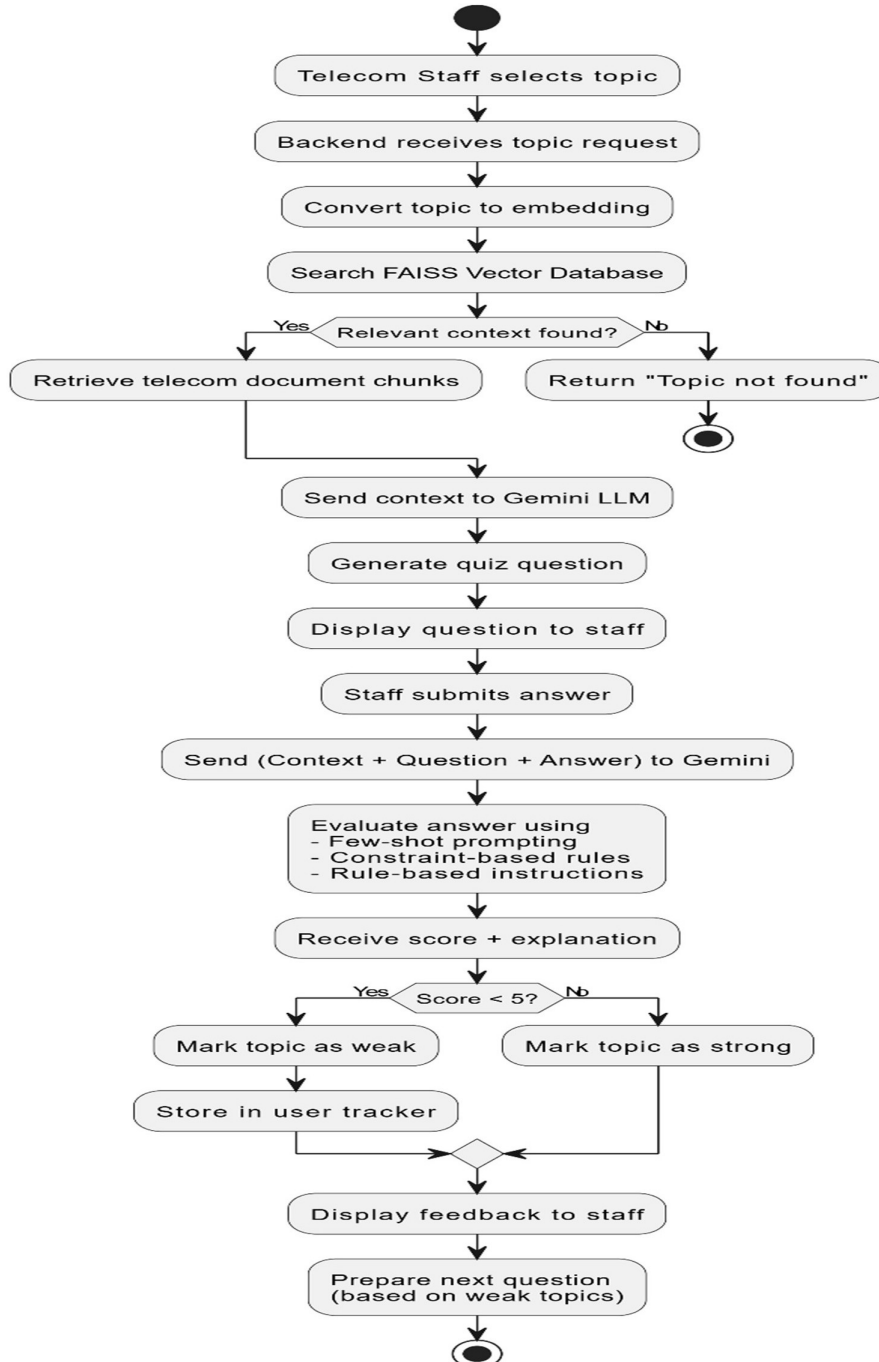 Telecom Staff selects topic
Backend receives topic request
Convert topic to embedding
Search FAISS Vector Database
Yes
Relevant context found?
No
Retrieve telecom document chunks
Return "Topic not found"
Send context to Gemini LLM
Generate quiz question
Display question to staff
Staff submits answer
Send (Context + Question + Answer) to Gemini
Evaluate answer using
- Few-shot prompting
- Constraint-based rules
- Rule-based instructions
Receive score + explanation
Yes
Score < 5?
No
Mark topic as weak
Mark topic as strong
Store in user tracker
Display feedback to staff
Prepare next question
(based on weak topics)